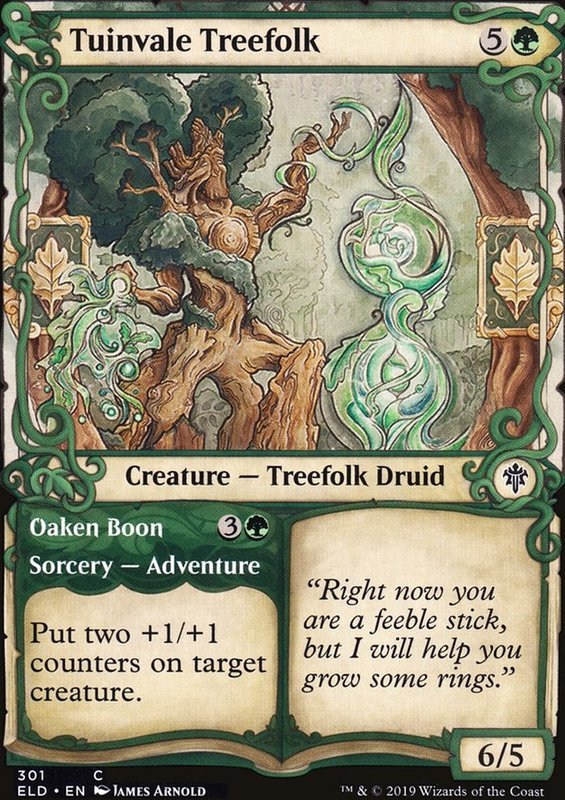 Tuinvale Treefolk 5
Creature — Treefolk Druid
Oaken Boon 3
Sorcery — Adventure
Put two +1/+1
counters on target
creature.
“Right now you
are a feeble stick,
but I will help you
grow some rings.”
6/5
301 C
ELD • EN James Arnold
™ & © 2019 Wizards of the Coast